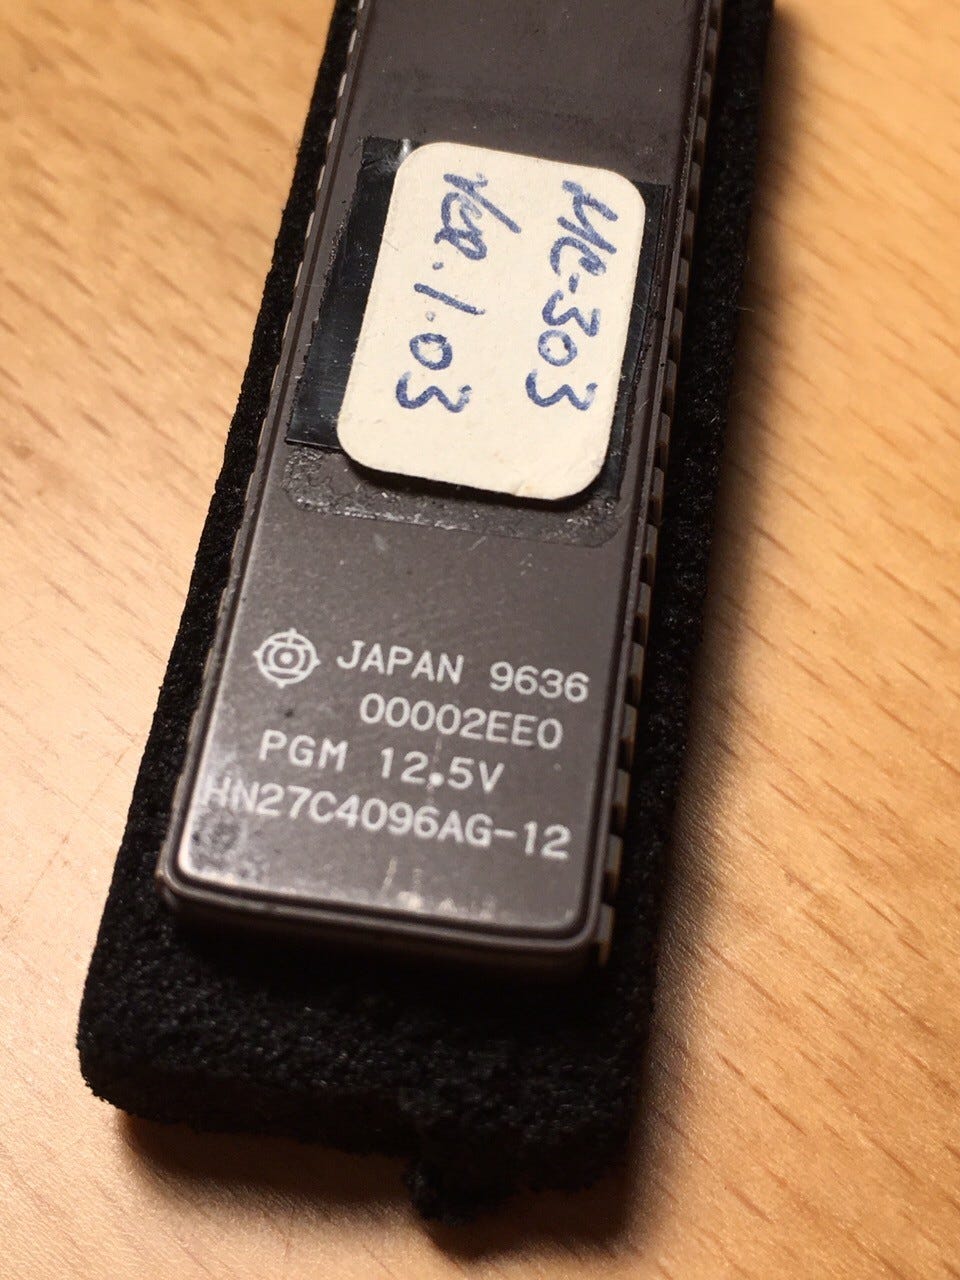 MC-303
Ver.1.03
JAPAN 9636
00002EE0
PGM 12.5V
HN27C4096AG-12